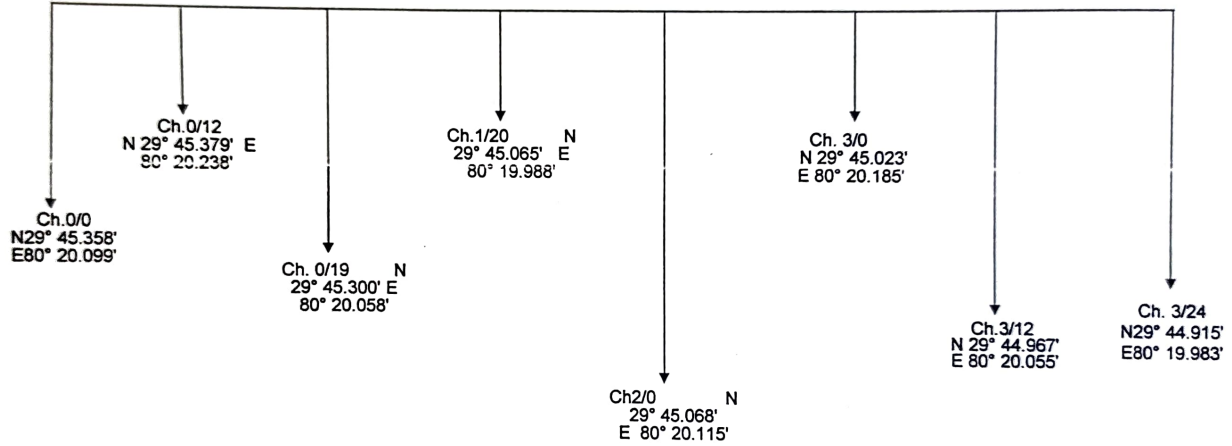 Ch.0/0
N29° 45.358'
E80° 20.099'
Ch.0/12
N 29° 45.379' E
80° 20.238'
Ch. 0/19 N
29° 45.300' E
80° 20.058'
Ch.1/20 N
29° 45.065' E
80° 19.988'
Ch2/0 N
29° 45.068'
E 80° 20.115'
Ch. 3/0
N 29° 45.023'
E 80° 20.185'
Ch.3/12
N 29° 44.967'
E 80° 20.055'
Ch. 3/24
N29° 44.915'
E80° 19.983'